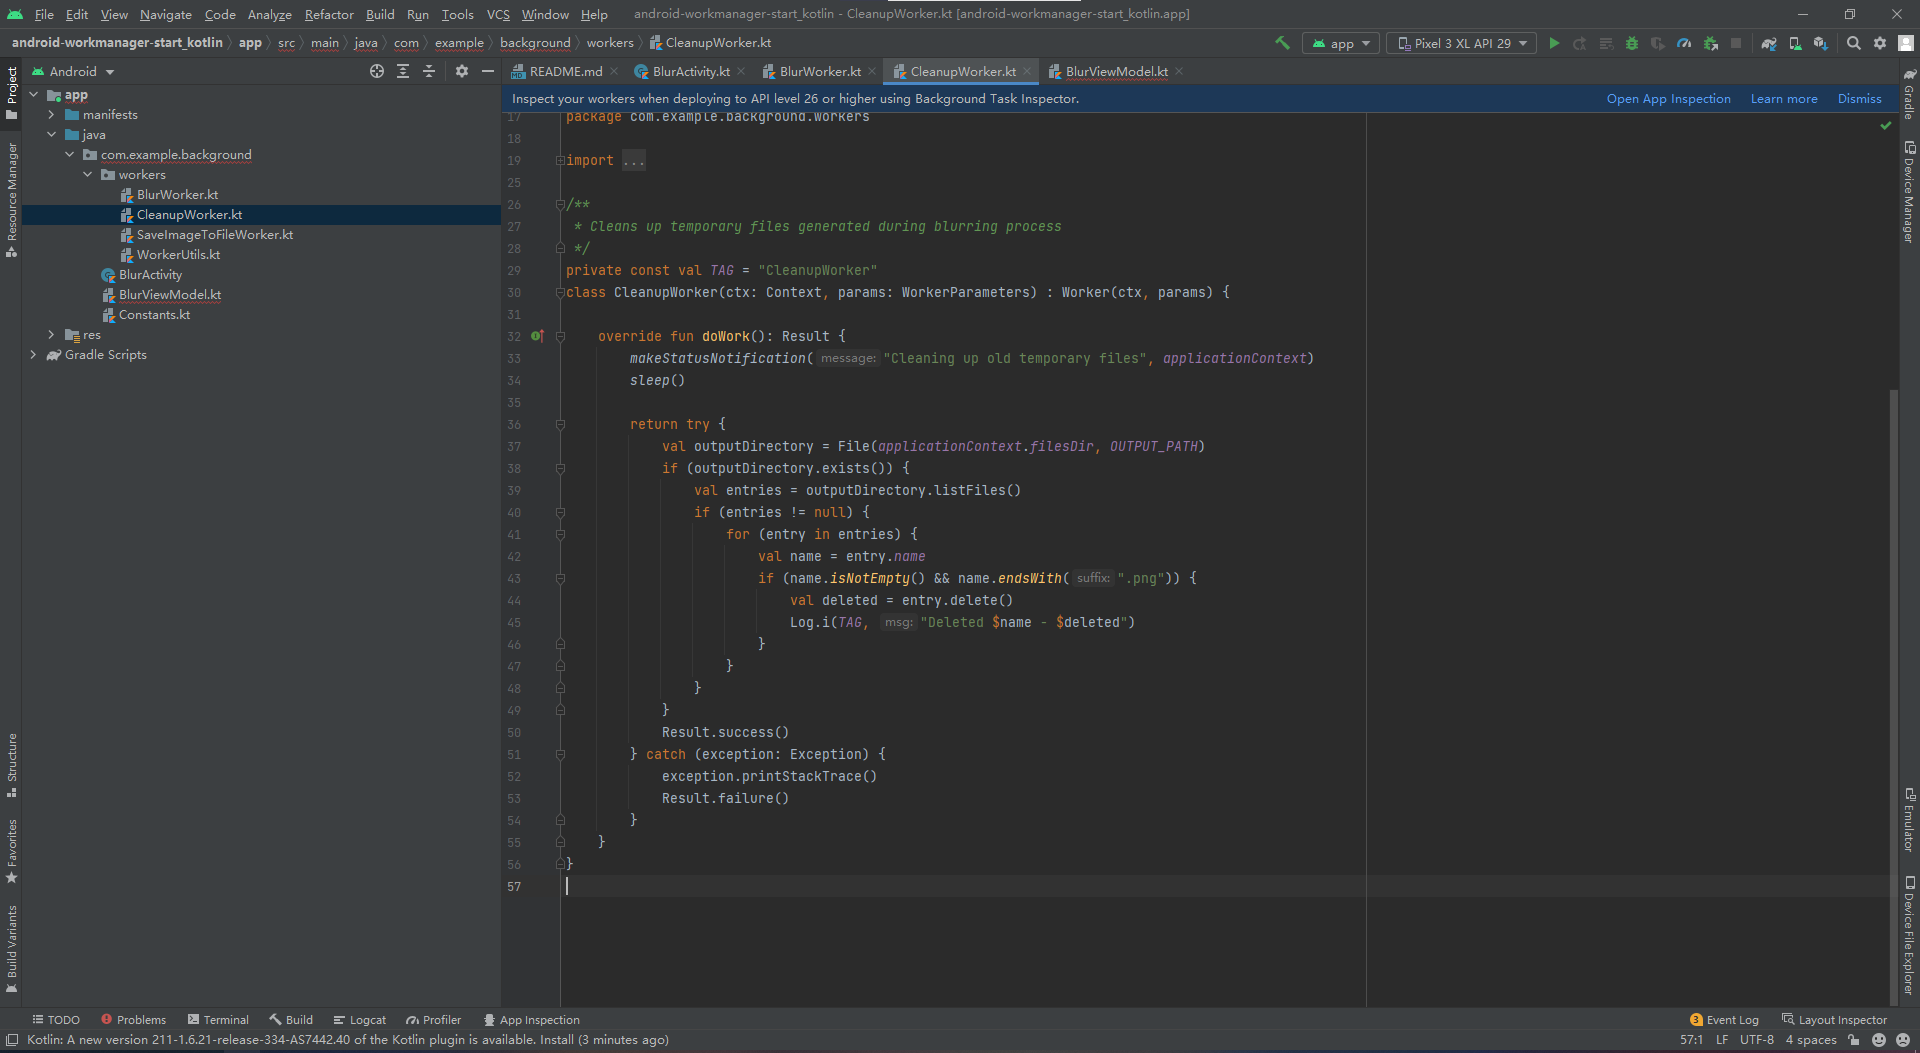 File Edit View Navigate Code Analyze Refactor Build Run Tools VCS Window Help android-workmanager-start_kotlin - CleanupWorker.kt [android-workmanager-start_kotlin.app]
android-workmanager-start_kotlin app src main java com example background workers CleanupWorker.kt app Pixel 3 XL API 29
Android
README.md BlurActivity.kt BlurWorker.kt CleanupWorker.kt BlurViewModel.kt
Inspect your workers when deploying to API level 26 or higher using Background Task Inspector. Open App Inspection Learn more Dismiss
Project
Resource Manager
Structure
Favorites
Build Variants
app
manifests
java
com.example.background
workers
BlurWorker.kt
CleanupWorker.kt
SaveImageToFileWorker.kt
WorkerUtils.kt
BlurActivity
BlurViewModel.kt
Constants.kt
res
Gradle Scripts
17 package com.example.background.workers
18
19 import ...
25
26 /**
27 * Cleans up temporary files generated during blurring process
28 */
29 private const val TAG = "CleanupWorker"
30 class CleanupWorker(ctx: Context, params: WorkerParameters) : Worker(ctx, params) {
31
32 override fun doWork(): Result {
33 makeStatusNotification( message: "Cleaning up old temporary files", applicationContext)
34 sleep()
35
36 return try {
37 val outputDirectory = File(applicationContext.filesDir, OUTPUT_PATH)
38 if (outputDirectory.exists()) {
39 val entries = outputDirectory.listFiles()
40 if (entries != null) {
41 for (entry in entries) {
42 val name = entry.name
43 if (name.isNotEmpty() && name.endsWith( suffix: ".png")) {
44 val deleted = entry.delete()
45 Log.i(TAG, msg: "Deleted $name - $deleted")
46 }
47 }
48 }
49 }
50 Result.success()
51 } catch (exception: Exception) {
52 exception.printStackTrace()
53 Result.failure()
54 }
55 }
56 }
57
Gradle
Device Manager
Emulator
Device File Explorer
TODO Problems Terminal Build Logcat Profiler App Inspection 3 Event Log Layout Inspector
Kotlin: A new version 211-1.6.21-release-334-AS7442.40 of the Kotlin plugin is available. Install (3 minutes ago) 57:1 LF UTF-8 4 spaces